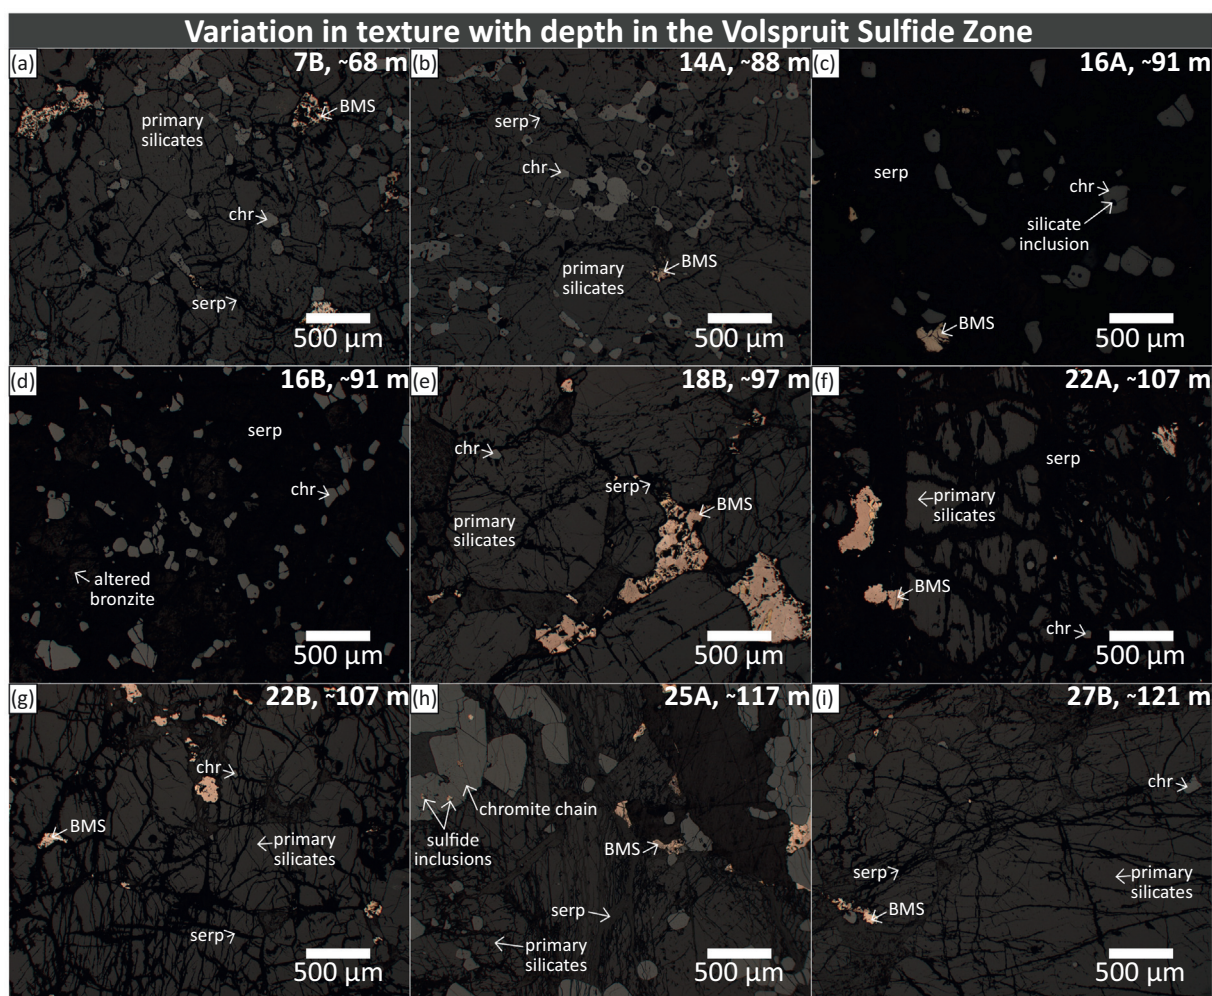 Variation in texture with depth in the Volspruit Sulfide Zone
(a)
7B, ~68 m
BMS
primary
silicates
chr
serp
500 µm
(b)
14A, ~88 m
serp
chr
BMS
primary
silicates
500 µm
(c)
16A, ~91 m
serp
chr
silicate
inclusion
BMS
500 µm
(d)
16B, ~91 m
serp
chr
altered
bronzite
500 µm
(e)
18B, ~97 m
chr
serp
BMS
primary
silicates
500 µm
(f)
22A, ~107 m
serp
primary
silicates
BMS
chr
500 µm
(g)
22B, ~107 m
chr
BMS
primary
silicates
serp
500 µm
(h)
25A, ~117 m
chromite chain
sulfide
inclusions
BMS
serp
primary
silicates
500 µm
(i)
27B, ~121 m
chr
serp
primary
silicates
BMS
500 µm